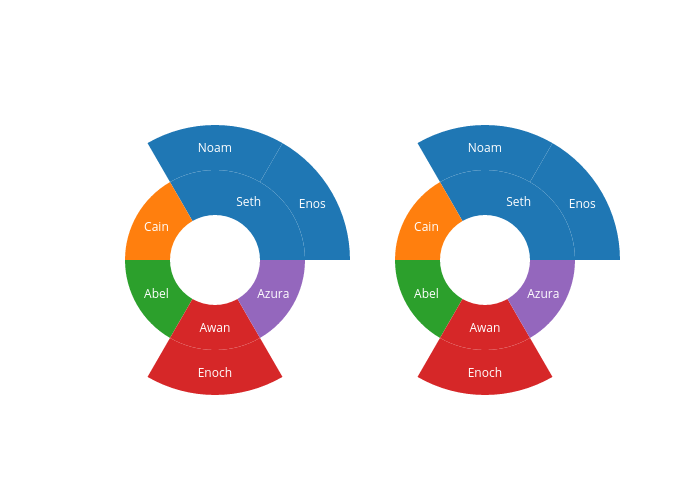 Noam
Seth
Enos
Cain
Abel
Azura
Awan
Enoch
Noam
Seth
Enos
Cain
Abel
Azura
Awan
Enoch